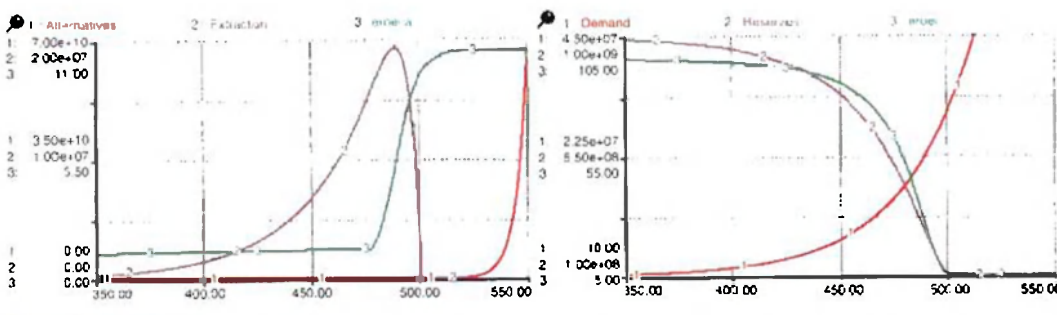 1 Alternatives 2 Extraction 3
1: 7.00e+10
2: 2.00e+07
3: 11.00
1: 3.50e+10
2: 1.00e+07
3: 5.50
1 0.00
2 0.00
3 0.00
350.00 400.00 450.00 500.00 550.00
1 Demand 2 Reserves 3
1: 4.50e+07
2: 1.00e+09
3: 105.00
1: 2.25e+07
2: 5.50e+08
3: 55.00
1 10.00
2 1.00e+08
3 5.00
350.00 400.00 450.00 500.00 550.00